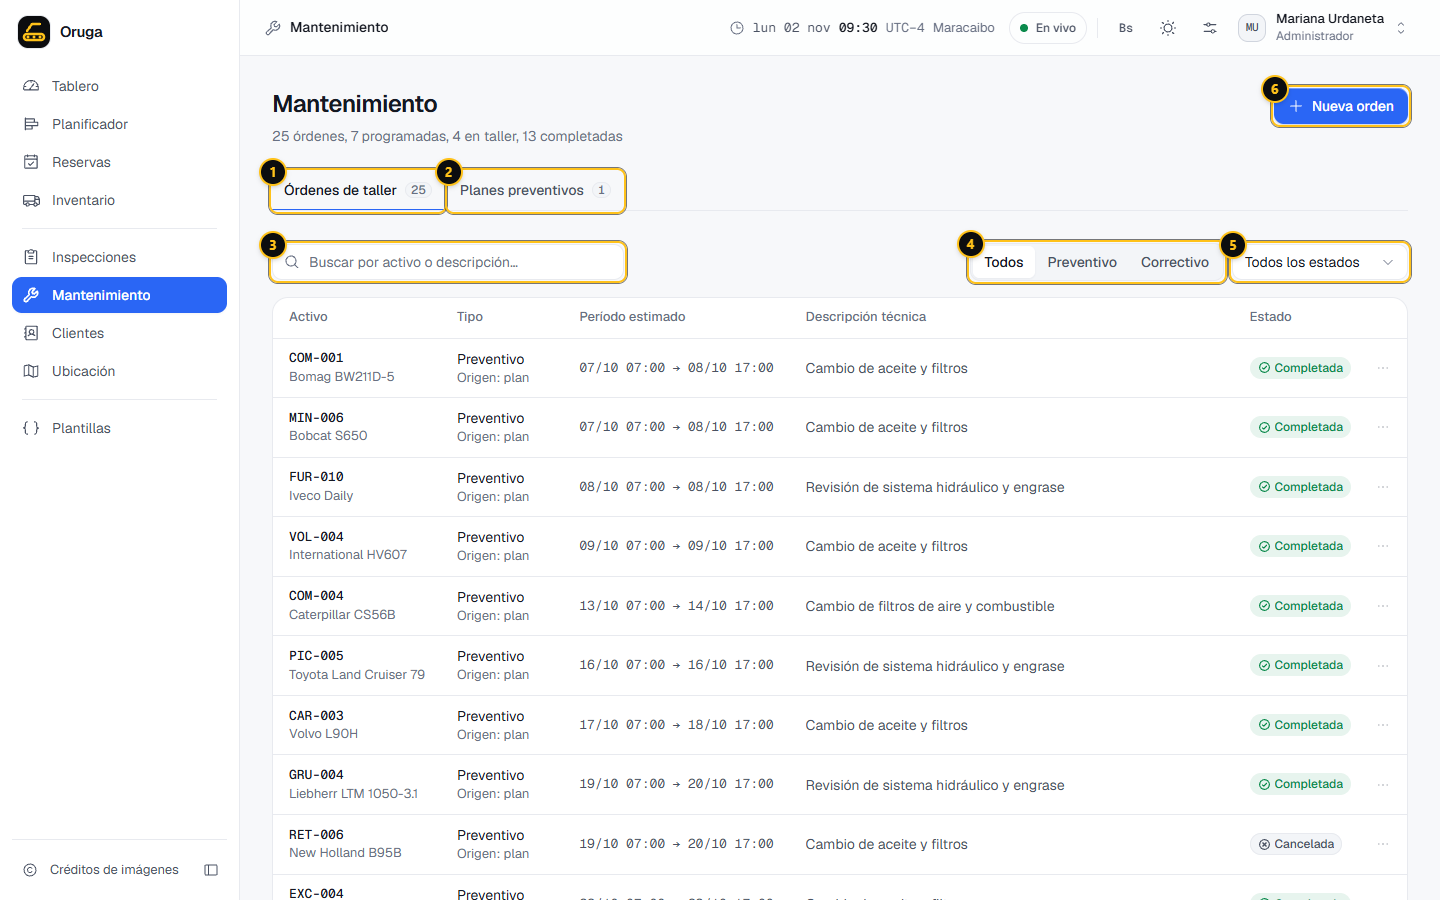 Oruga
Mantenimiento
lun 02 nov 09:30 UTC-4 Maracaibo
En vivo
Bs
MU
Mariana Urdaneta
Administrador
Tablero
Planificador
Reservas
Inventario
Inspecciones
Mantenimiento
Clientes
Ubicación
Plantillas
Créditos de imágenes
Mantenimiento
25 órdenes, 7 programadas, 4 en taller, 13 completadas
6
+ Nueva orden
1
Órdenes de taller 25
2
Planes preventivos 1
3
Buscar por activo o descripción...
4
Todos Preventivo Correctivo
5
Todos los estados
Activo Tipo Período estimado Descripción técnica Estado
COM-001 Preventivo 07/10 07:00 → 08/10 17:00 Cambio de aceite y filtros Completada
Bomag BW211D-5 Origen: plan
MIN-006 Preventivo 07/10 07:00 → 08/10 17:00 Cambio de aceite y filtros Completada
Bobcat S650 Origen: plan
FUR-010 Preventivo 08/10 07:00 → 08/10 17:00 Revisión de sistema hidráulico y engrase Completada
Iveco Daily Origen: plan
VOL-004 Preventivo 09/10 07:00 → 09/10 17:00 Cambio de aceite y filtros Completada
International HV607 Origen: plan
COM-004 Preventivo 13/10 07:00 → 14/10 17:00 Cambio de filtros de aire y combustible Completada
Caterpillar CS56B Origen: plan
PIC-005 Preventivo 16/10 07:00 → 16/10 17:00 Revisión de sistema hidráulico y engrase Completada
Toyota Land Cruiser 79 Origen: plan
CAR-003 Preventivo 17/10 07:00 → 18/10 17:00 Cambio de aceite y filtros Completada
Volvo L90H Origen: plan
GRU-004 Preventivo 19/10 07:00 → 20/10 17:00 Revisión de sistema hidráulico y engrase Completada
Liebherr LTM 1050-3.1 Origen: plan
RET-006 Preventivo 19/10 07:00 → 20/10 17:00 Cambio de aceite y filtros Cancelada
New Holland B95B Origen: plan
EXC-004 Preventivo